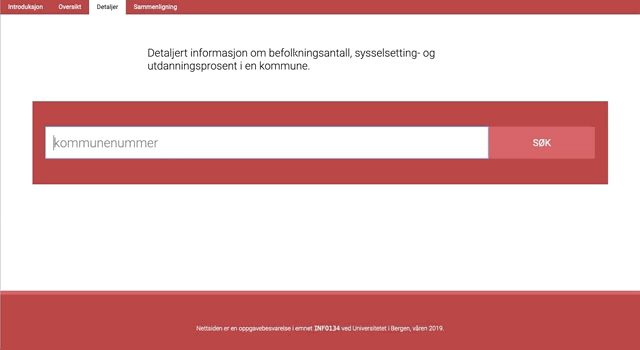 Introduksjon Oversikt Detaljer Sammenligning
Detaljert informasjon om befolkningsantall, sysselsetting- og
utdanningsprosent i en kommune.
kommunenummer SØK
Nettsiden er en oppgavebesvarelse i emnet INFO134 ved Universitetet i Bergen, våren 2019.